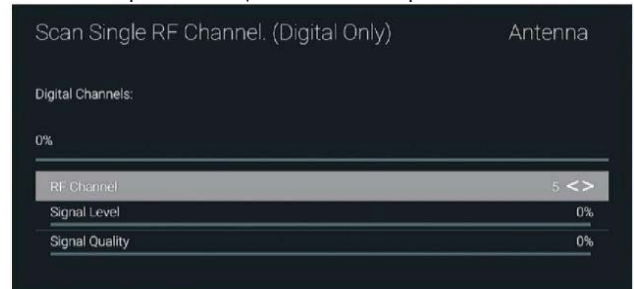 Scan Single RF Channel. (Digital Only) Antenna
Digital Channels:
0%
RF Channel 5 <>
Signal Level 0%
Signal Quality 0%